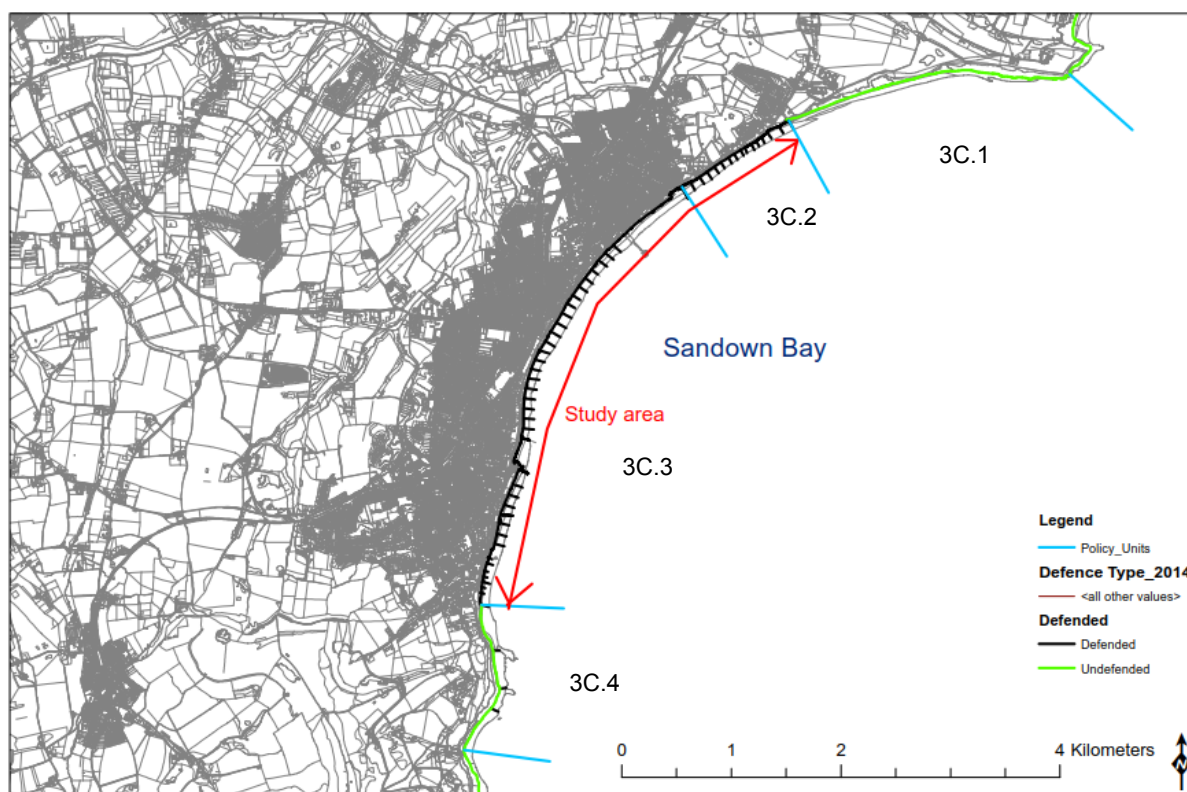 3C.1
3C.2
Sandown Bay
Study area
3C.3
3C.4
Legend
Policy_Units
Defence Type_2014
<all other values>
Defended
Defended
Undefended
0 1 2 4 Kilometers
N